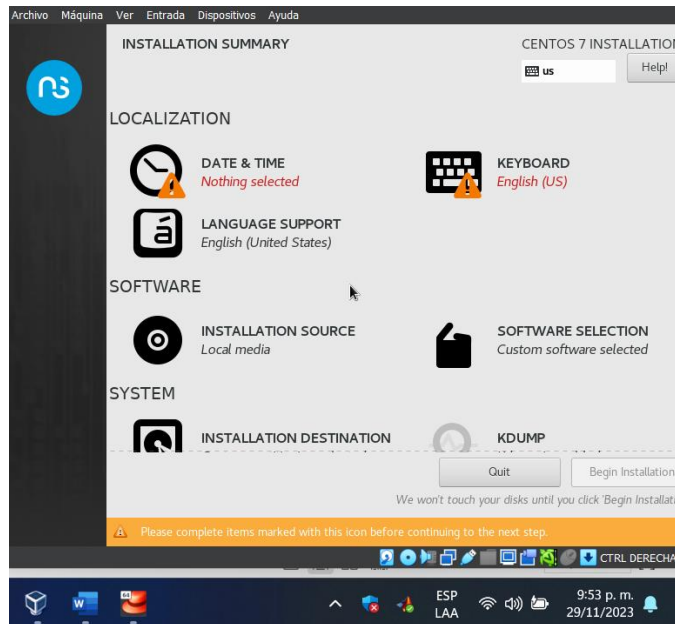 Archivo Máquina Ver Entrada Dispositivos Ayuda
INSTALLATION SUMMARY
CENTOS 7 INSTALLATION
us
Help!
LOCALIZATION
DATE & TIME
Nothing selected
KEYBOARD
English (US)
LANGUAGE SUPPORT
English (United States)
SOFTWARE
INSTALLATION SOURCE
Local media
SOFTWARE SELECTION
Custom software selected
SYSTEM
INSTALLATION DESTINATION
KDUMP
Quit
Begin Installation
We won't touch your disks until you click 'Begin Installati
Please complete items marked with this icon before continuing to the next step.
CTRL DERECHA
ESP
LAA
9:53 p. m.
29/11/2023